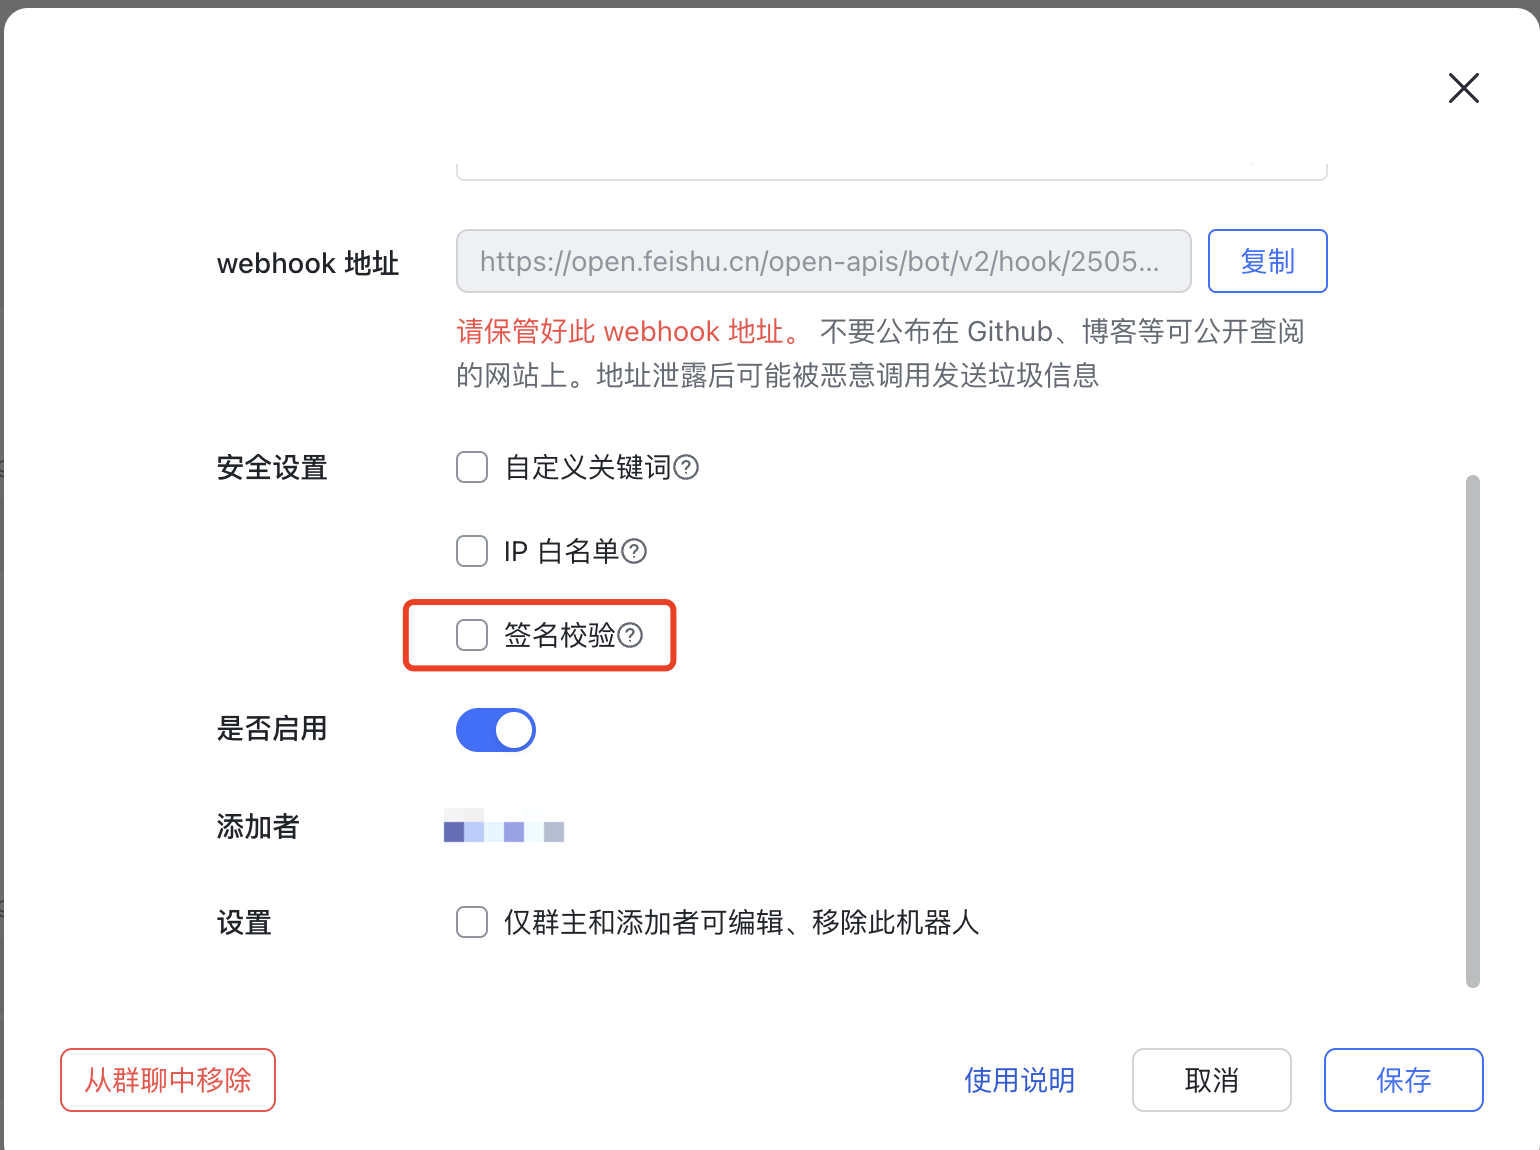 webhook 地址
https://open.feishu.cn/open-apis/bot/v2/hook/2505...
复制
请保管好此 webhook 地址。 不要公布在 Github、博客等可公开查阅
的网站上。地址泄露后可能被恶意调用发送垃圾信息
安全设置
自定义关键词?
IP 白名单?
签名校验?
是否启用
添加者
设置
仅群主和添加者可编辑、移除此机器人
从群聊中移除
使用说明
取消
保存